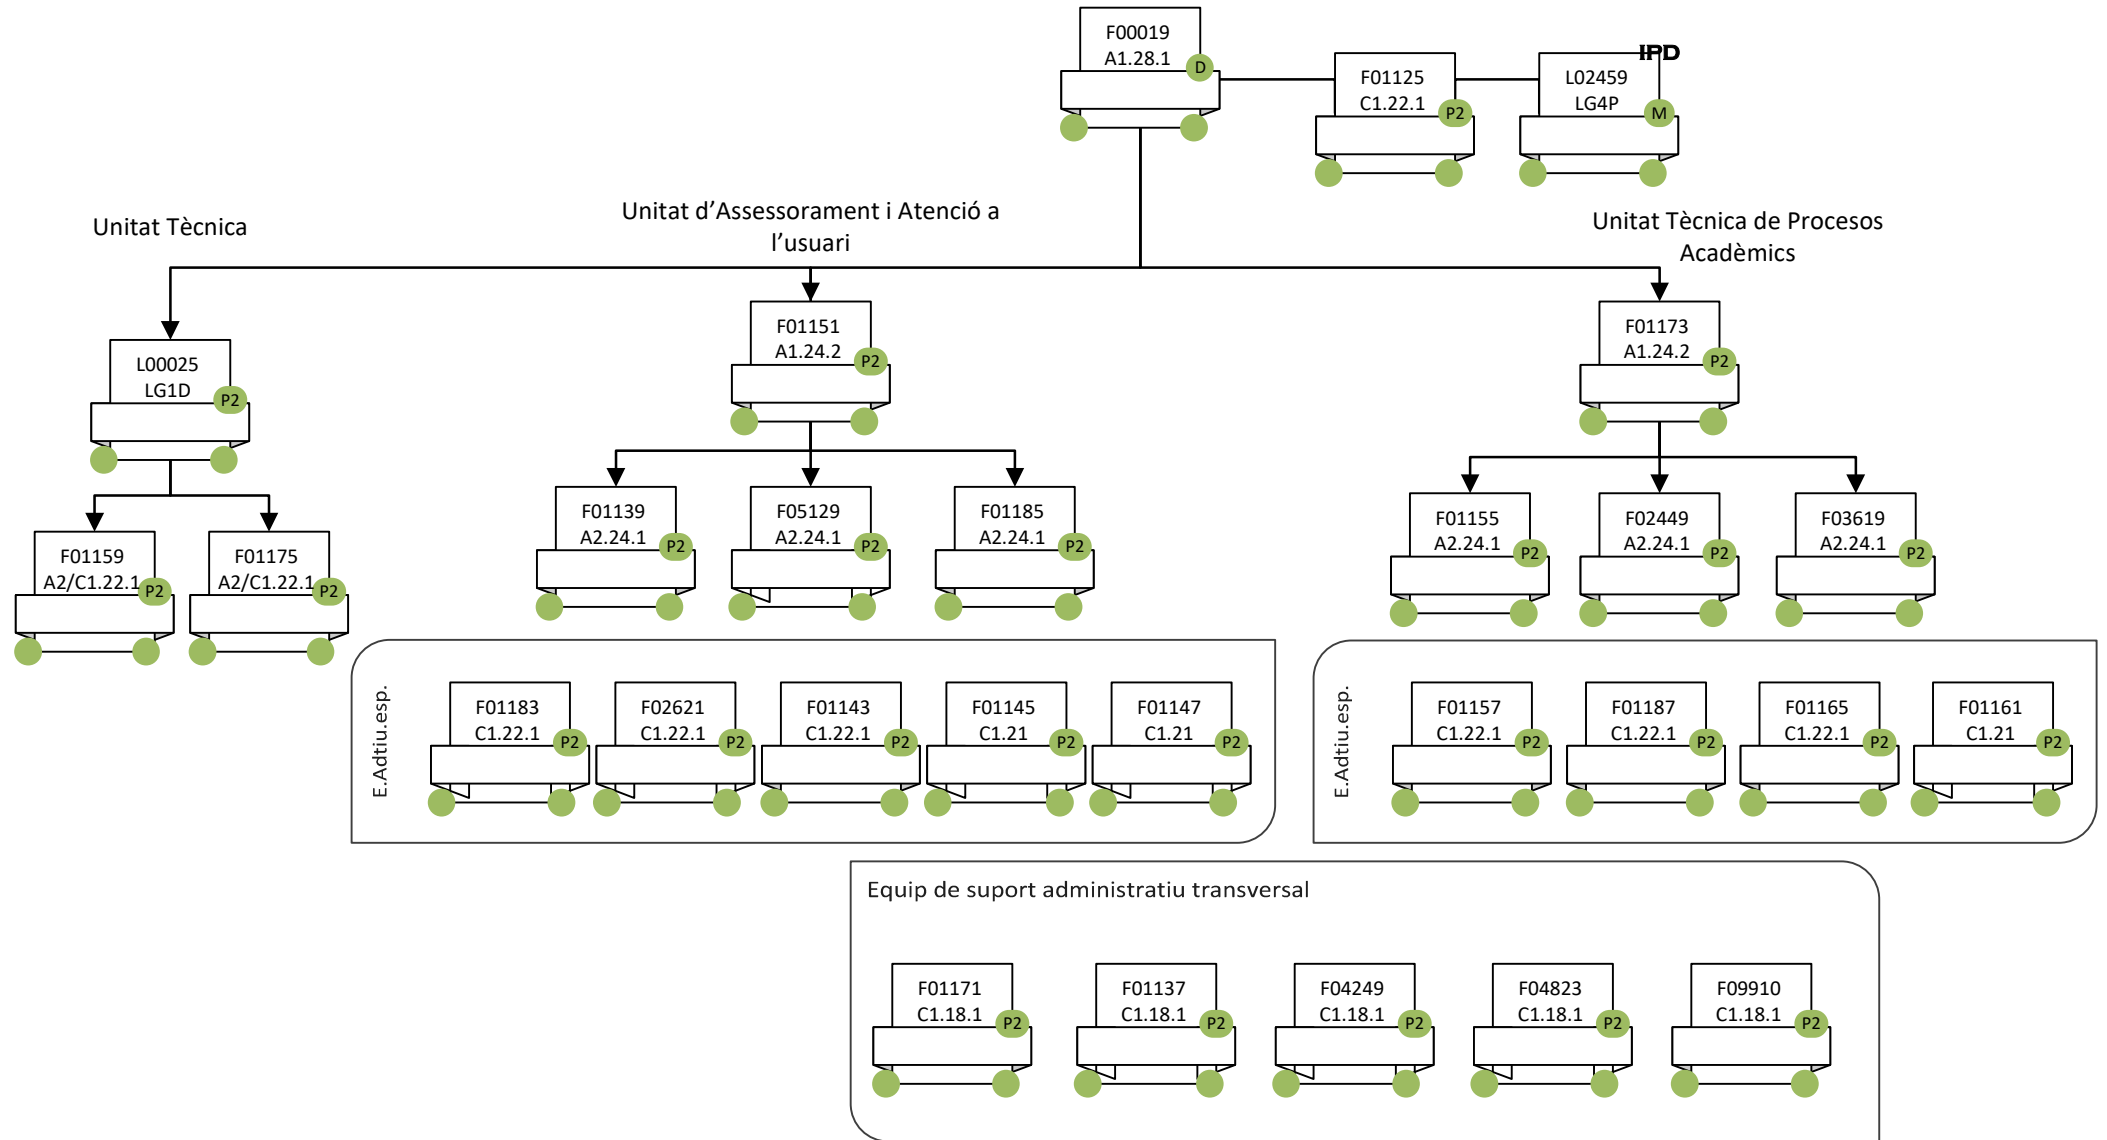 F00019
A1.28.1
D
F01125
C1.22.1
P2
IPD
L02459
LG4P
M
Unitat Tècnica
Unitat d'Assessorament i Atenció a
l'usuari
Unitat Tècnica de Procesos
Acadèmics
L00025
LG1D
P2
F01151
A1.24.2
P2
F01173
A1.24.2
P2
F01159
A2/C1.22.1
P2
F01175
A2/C1.22.1
P2
F01139
A2.24.1
P2
F05129
A2.24.1
P2
F01185
A2.24.1
P2
F01155
A2.24.1
P2
F02449
A2.24.1
P2
F03619
A2.24.1
P2
E.Adtiu.esp.
F01183
C1.22.1
P2
F02621
C1.22.1
P2
F01143
C1.22.1
P2
F01145
C1.21
P2
F01147
C1.21
P2
E.Adtiu.esp.
F01157
C1.22.1
P2
F01187
C1.22.1
P2
F01165
C1.22.1
P2
F01161
C1.21
P2
Equip de suport administratiu transversal
F01171
C1.18.1
P2
F01137
C1.18.1
P2
F04249
C1.18.1
P2
F04823
C1.18.1
P2
F09910
C1.18.1
P2